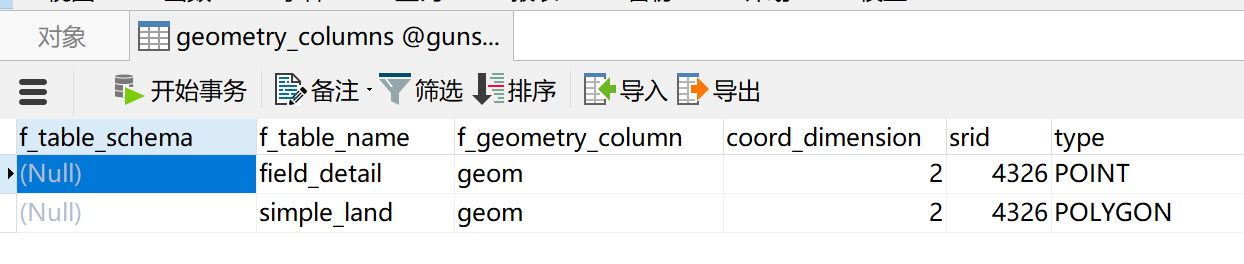 对象 geometry_columns @guns...
开始事务 备注 筛选 排序 导入 导出
f_table_schema f_table_name f_geometry_column coord_dimension srid type
(Null) field_detail geom 2 4326 POINT
(Null) simple_land geom 2 4326 POLYGON